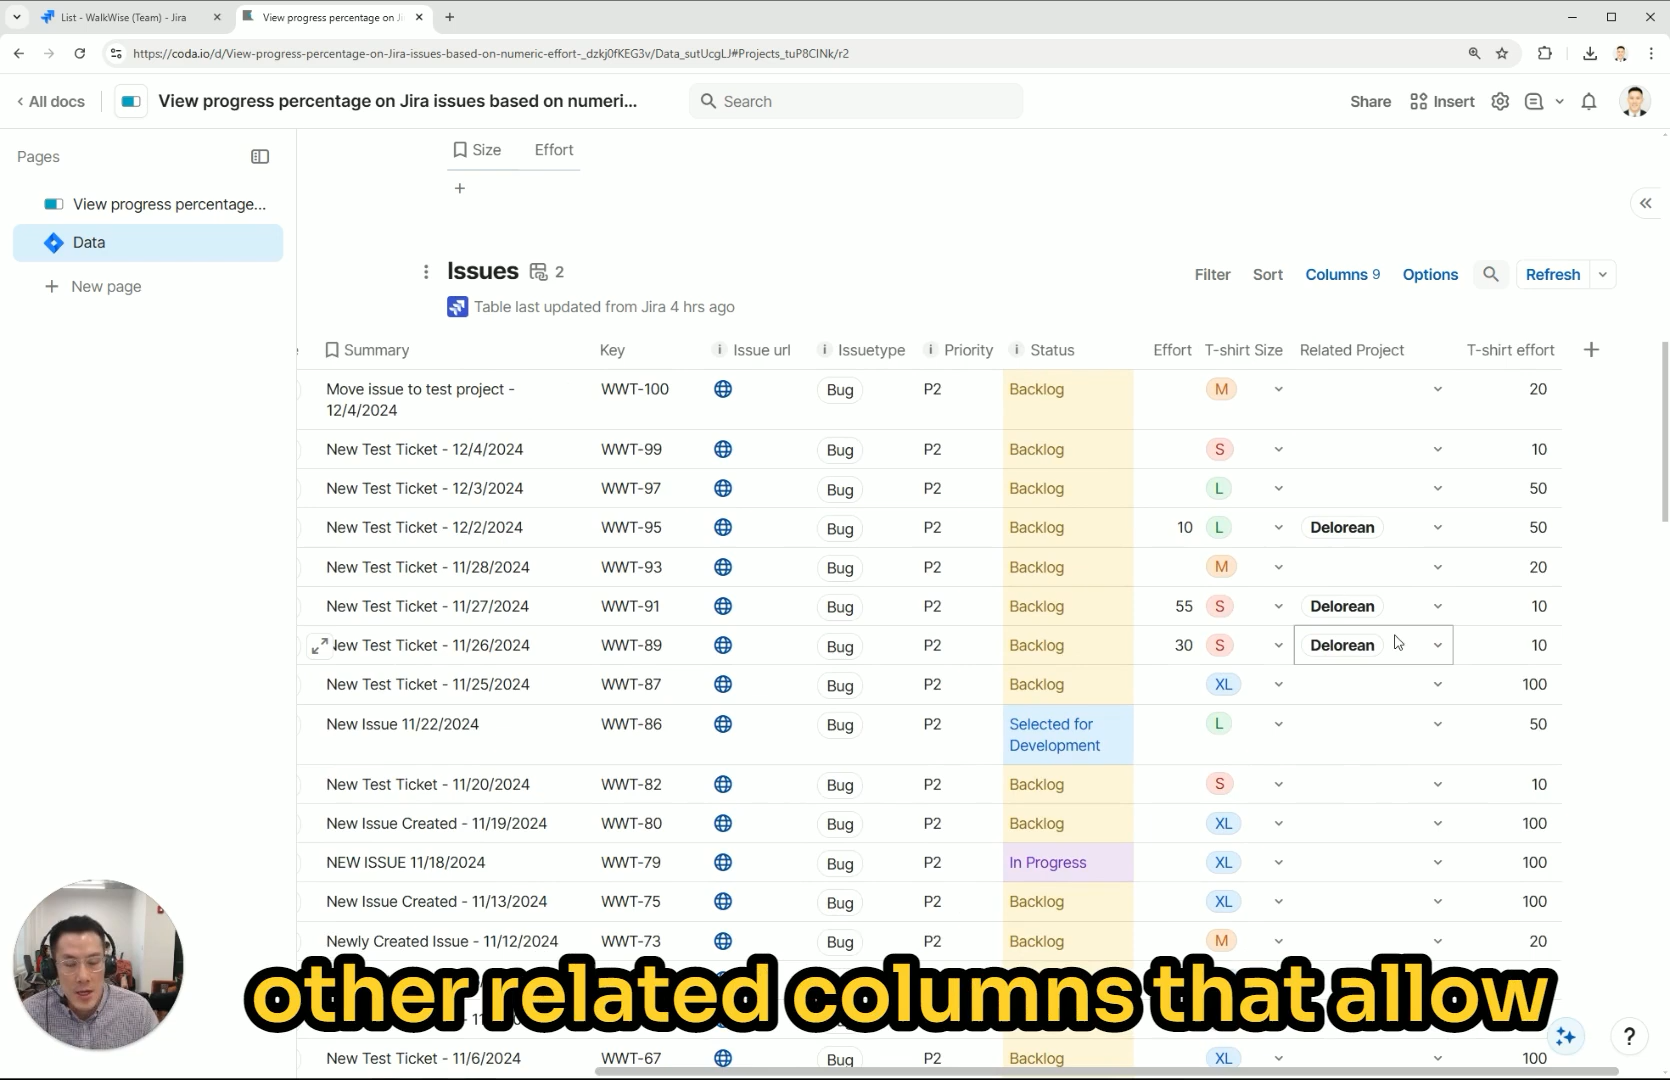 List - WalkWise (Team) - Jira
View progress percentage on Ji
https://coda.io/d/View-progress-percentage-on-Jira-issues-based-on-numeric-effort-_dzkj0fKEG3v/Data_sutUcgLJ#Projects_tuP8CINk/r2
All docs
View progress percentage on Jira issues based on numeri...
Search
Share
Insert
Pages
View progress percentage...
Data
New page
Size Effort
Issues 2
Table last updated from Jira 4 hrs ago
Filter Sort Columns 9 Options Refresh
Summary Key Issue url Issuetype Priority Status Effort T-shirt Size Related Project T-shirt effort
Move issue to test project - 12/4/2024 WWT-100 Bug P2 Backlog M 20
New Test Ticket - 12/4/2024 WWT-99 Bug P2 Backlog S 10
New Test Ticket - 12/3/2024 WWT-97 Bug P2 Backlog L 50
New Test Ticket - 12/2/2024 WWT-95 Bug P2 Backlog 10 L Delorean 50
New Test Ticket - 11/28/2024 WWT-93 Bug P2 Backlog M 20
New Test Ticket - 11/27/2024 WWT-91 Bug P2 Backlog 55 S Delorean 10
New Test Ticket - 11/26/2024 WWT-89 Bug P2 Backlog 30 S Delorean 10
New Test Ticket - 11/25/2024 WWT-87 Bug P2 Backlog XL 100
New Issue 11/22/2024 WWT-86 Bug P2 Selected for Development L 50
New Test Ticket - 11/20/2024 WWT-82 Bug P2 Backlog S 10
New Issue Created - 11/19/2024 WWT-80 Bug P2 Backlog XL 100
NEW ISSUE 11/18/2024 WWT-79 Bug P2 In Progress XL 100
New Issue Created - 11/13/2024 WWT-75 Bug P2 Backlog XL 100
Newly Created Issue - 11/12/2024 WWT-73 Bug P2 Backlog M 20
other related columns that allow
New Test Ticket - 11/6/2024 WWT-67 Bug P2 Backlog XL 100
?